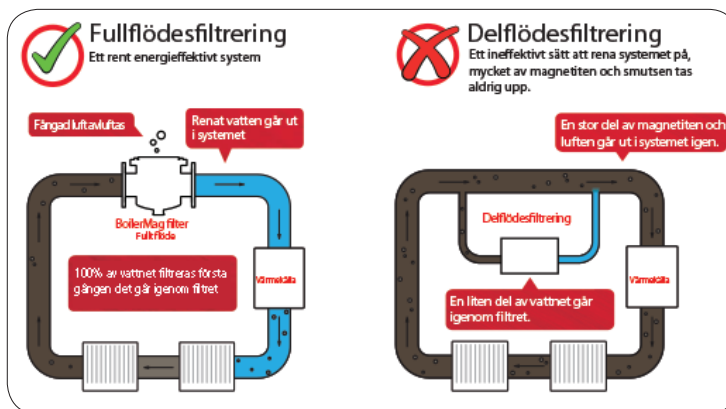 Fullflödesfiltrering
Ett rent energieffektivt system
Fångad luft avluftas
Renat vatten går ut
i systemet
BoilerMag filter
Fullt flöde
100% av vattnet filtreras första
gången det går igenom filtret
Värmekälla
Delflödesfiltrering
Ett ineffektivt sätt att rena systemet på,
mycket av magnetiten och smutsen tas
aldrig upp.
En stor del av magnetiten och
luften går ut i systemet igen.
Delflödesfiltrering
En liten del av vattnet går
igenom filtret.
Värmekälla